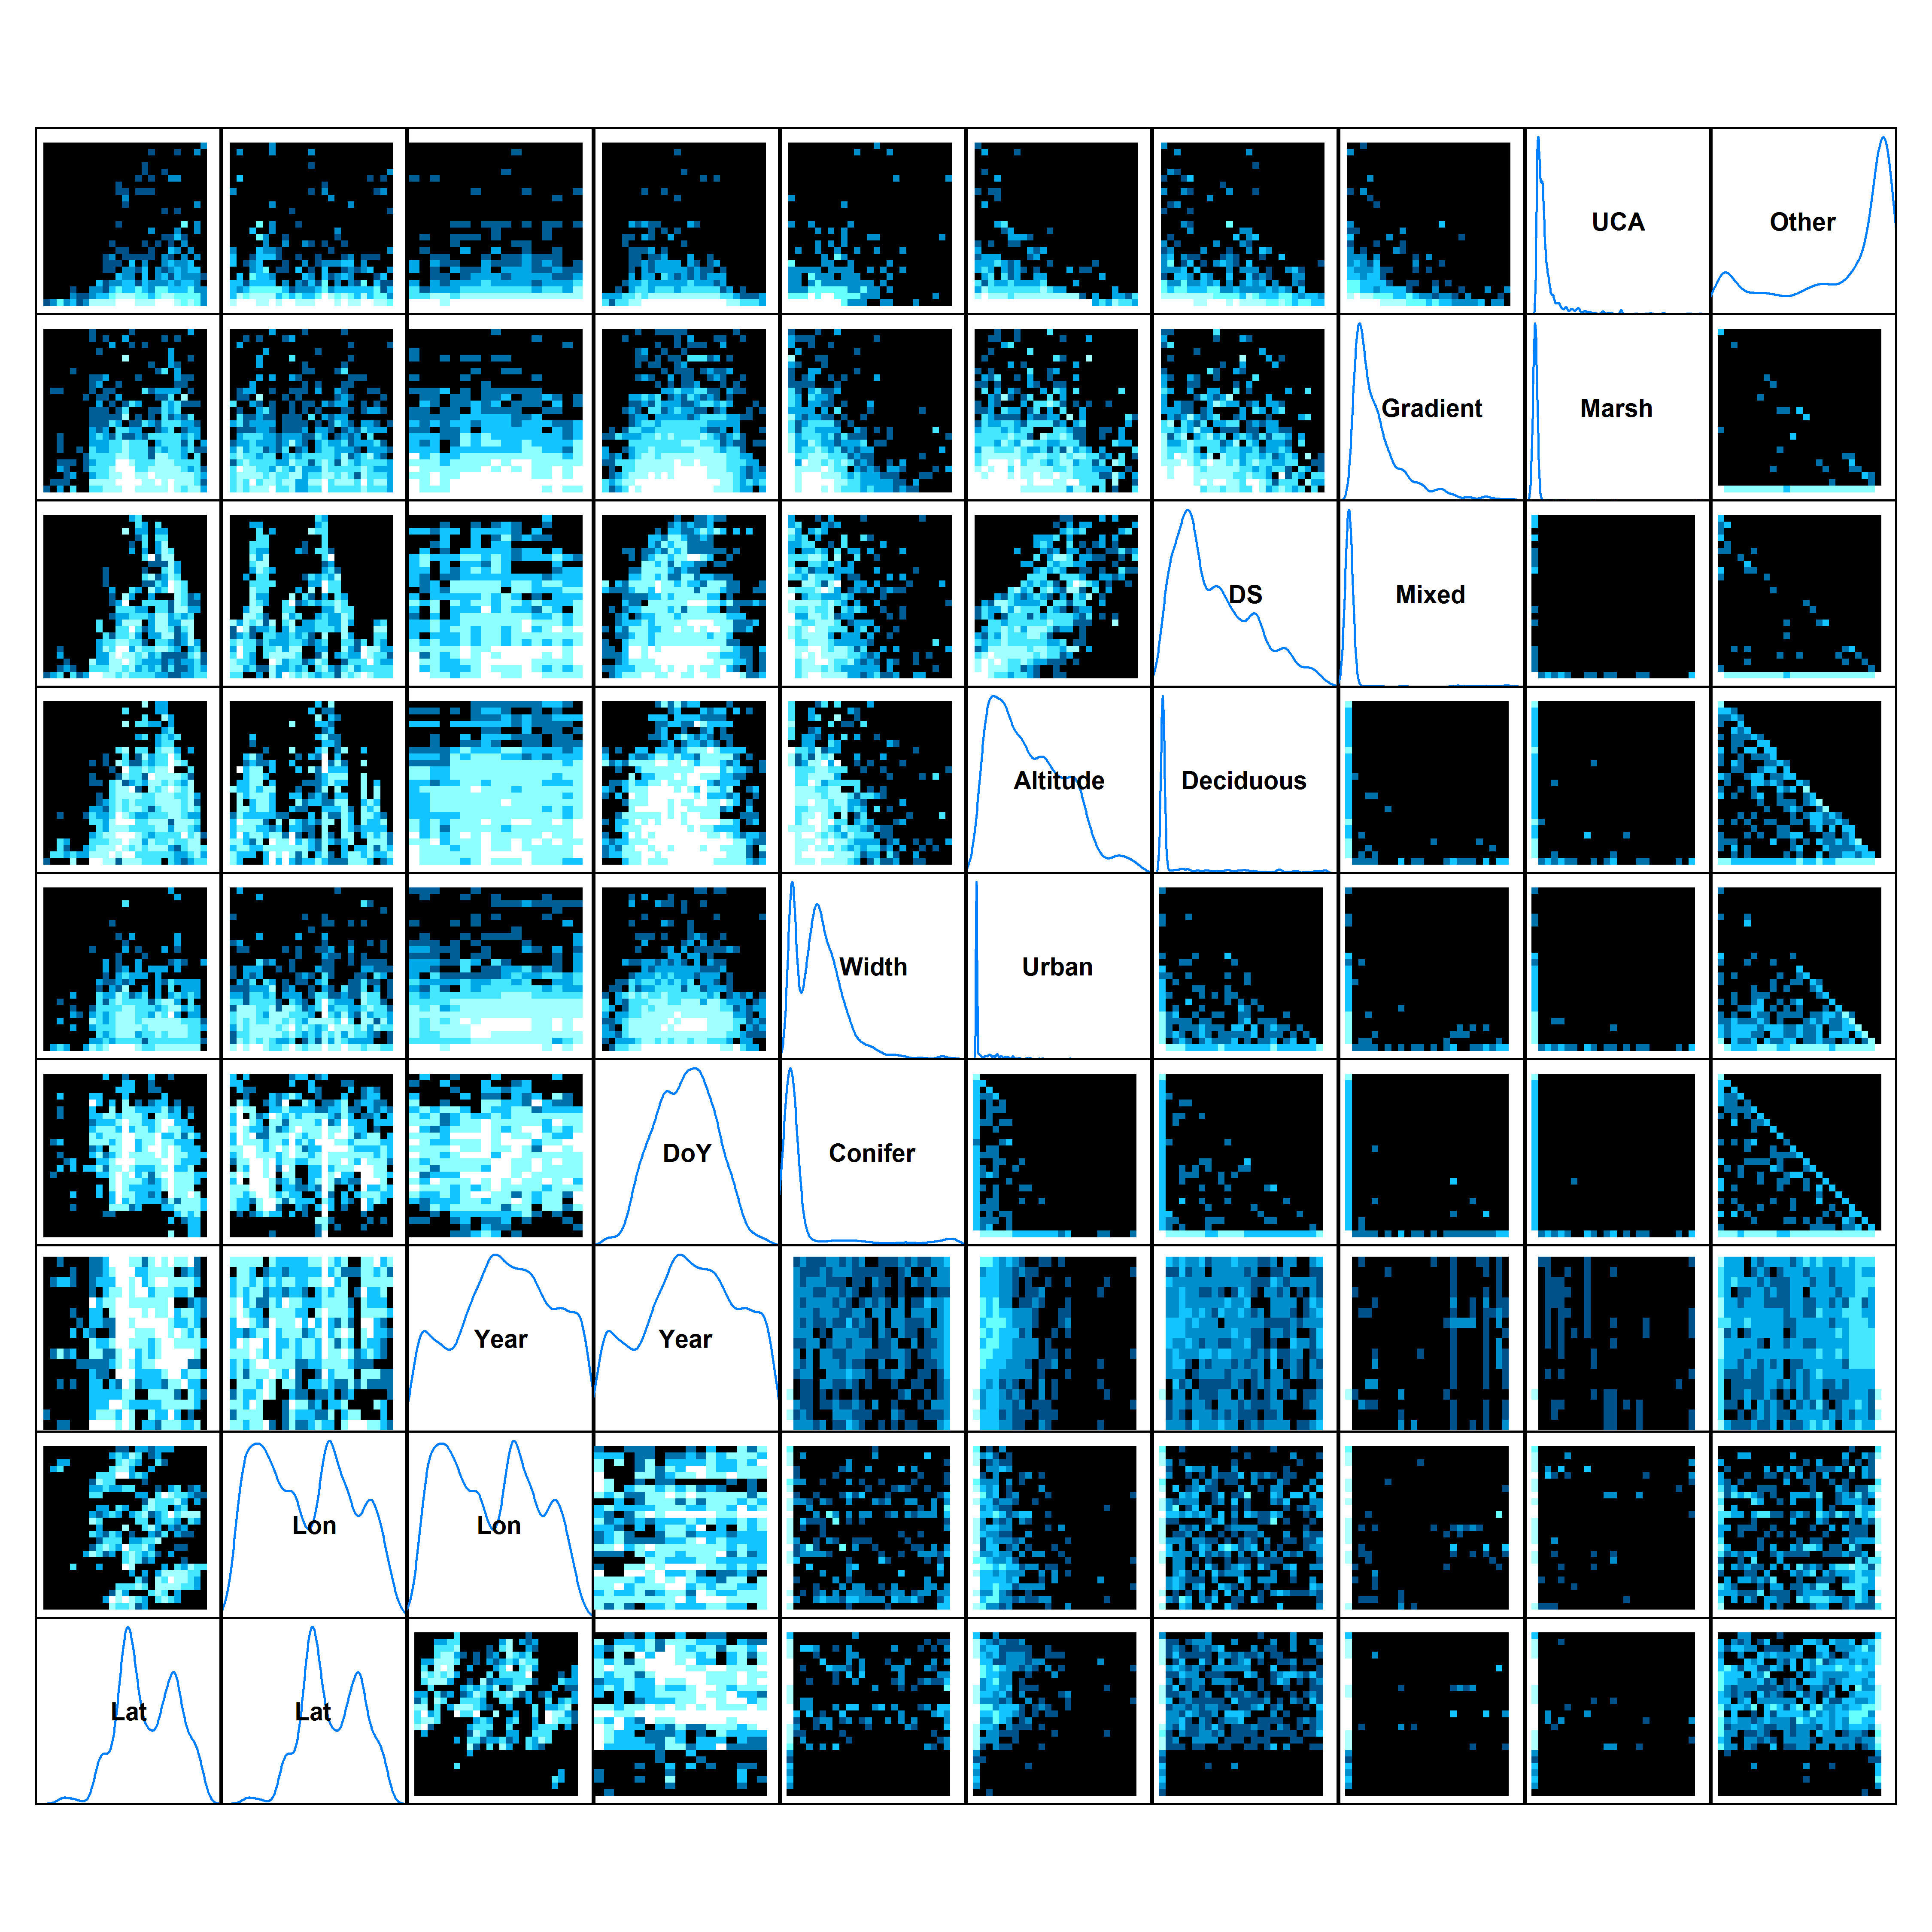 UCA Other
Gradient Marsh
DS Mixed
Altitude Deciduous
Width Urban
DoY Conifer
Year Year
Lon Lon
Lat Lat